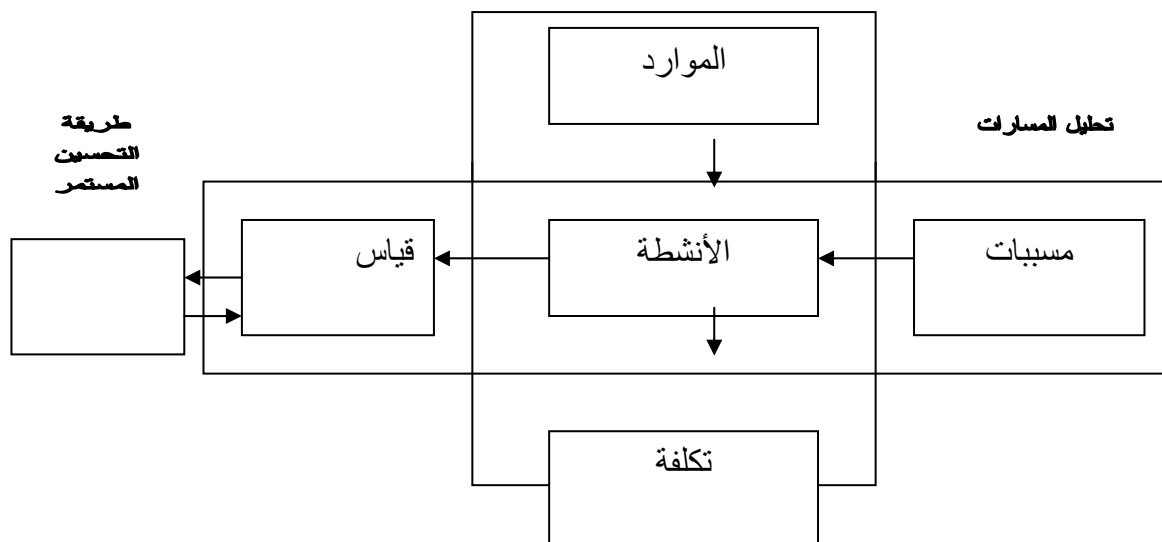 الموارد
تحليل المسارات
طريقة
التحسين
المستمر
مسببات
الأنشطة
قياس
تكلفة